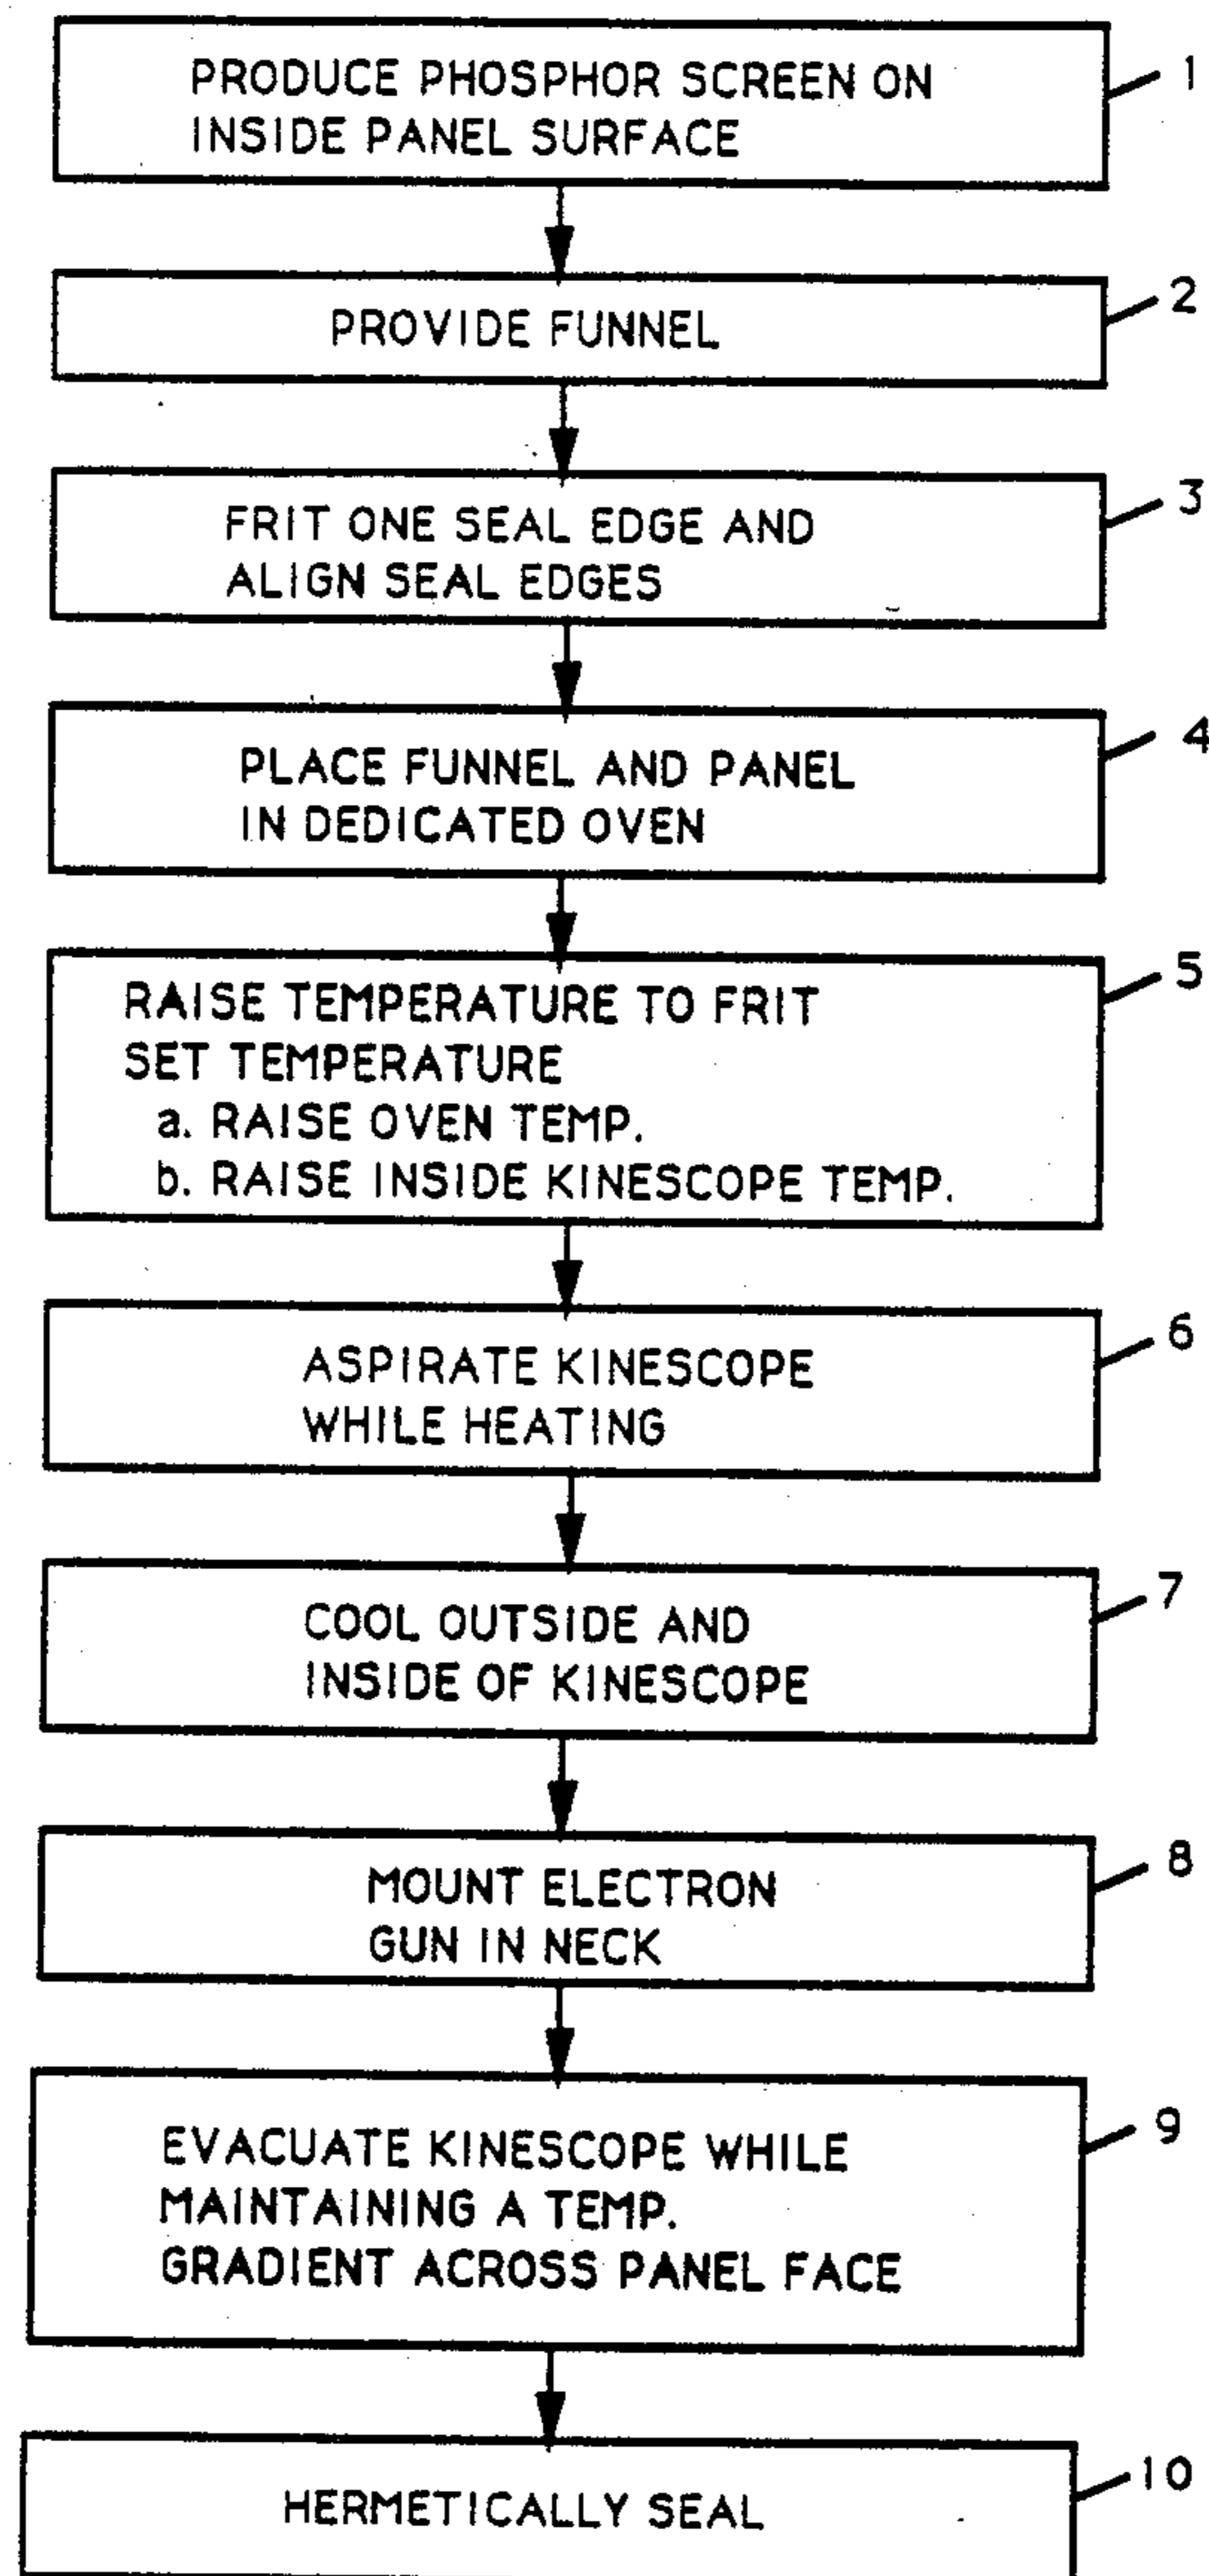 PRODUCE PHOSPHOR SCREEN ON
INSIDE PANEL SURFACE
1
PROVIDE FUNNEL
2
FRIT ONE SEAL EDGE AND
ALIGN SEAL EDGES
3
PLACE FUNNEL AND PANEL
IN DEDICATED OVEN
4
RAISE TEMPERATURE TO FRIT
SET TEMPERATURE
a. RAISE OVEN TEMP.
b. RAISE INSIDE KINESCOPE TEMP.
5
ASPIRATE KINESCOPE
WHILE HEATING
6
COOL OUTSIDE AND
INSIDE OF KINESCOPE
7
MOUNT ELECTRON
GUN IN NECK
8
EVACUATE KINESCOPE WHILE
MAINTAINING A TEMP.
GRADIENT ACROSS PANEL FACE
9
HERMETICALLY SEAL
10